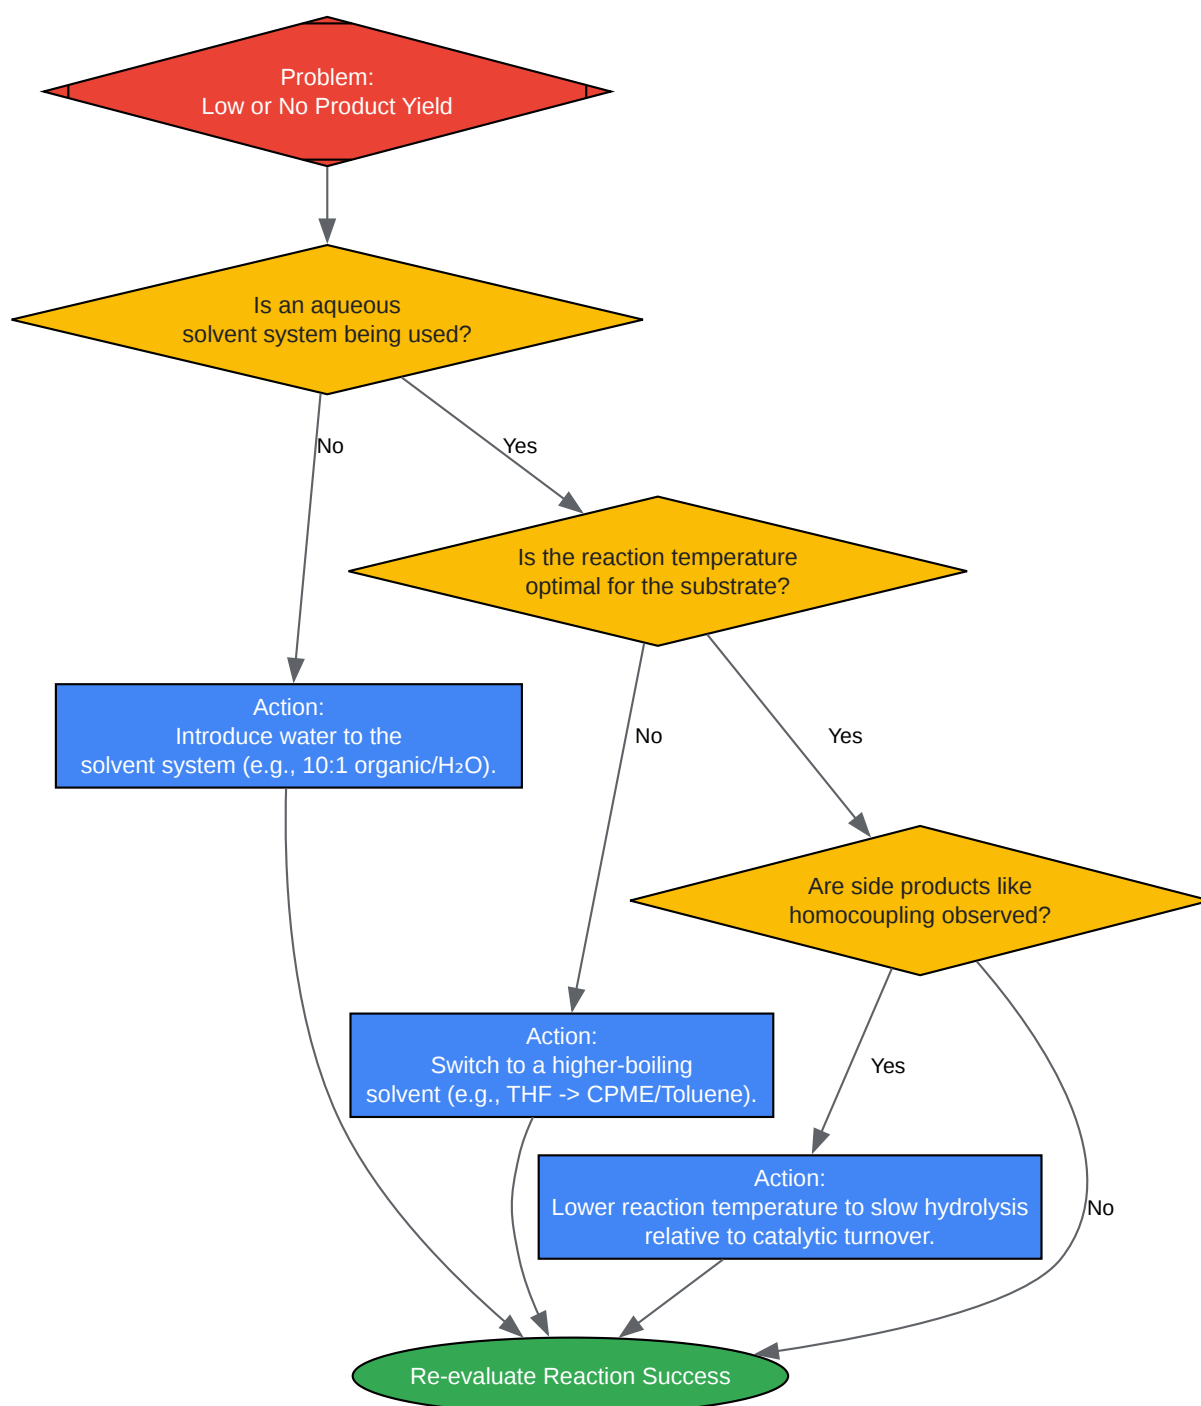 Problem:
Low or No Product Yield
Is an aqueous
solvent system being used?
No
Yes
Is the reaction temperature
optimal for the substrate?
Action:
Introduce water to the
solvent system (e.g., 10:1 organic/H₂O).
No
Yes
Are side products like
homocoupling observed?
Action:
Switch to a higher-boiling
solvent (e.g., THF -> CPME/Toluene).
Yes
Action:
Lower reaction temperature to slow hydrolysis
relative to catalytic turnover.
No
Re-evaluate Reaction Success